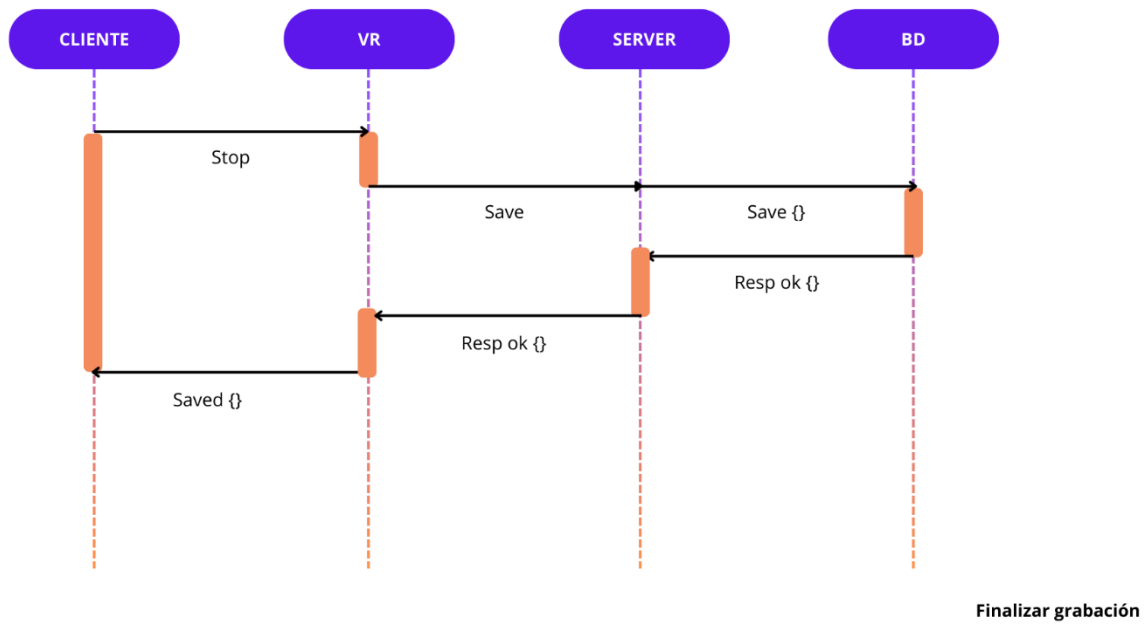 CLIENTE
VR
SERVER
BD
Stop
Save
Save {}
Resp ok {}
Resp ok {}
Saved {}
Finalizar grabación